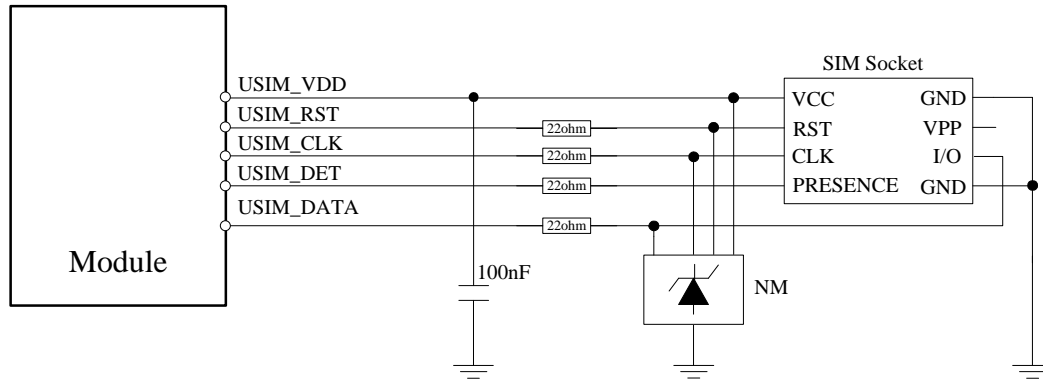 SIM Socket
USIM_VDD
VCC
GND
USIM_RST
22ohm
RST
VPP
USIM_CLK
22ohm
CLK
I/O
USIM_DET
22ohm
PRESENCE
GND
USIM_DATA
22ohm
Module
100nF
NM